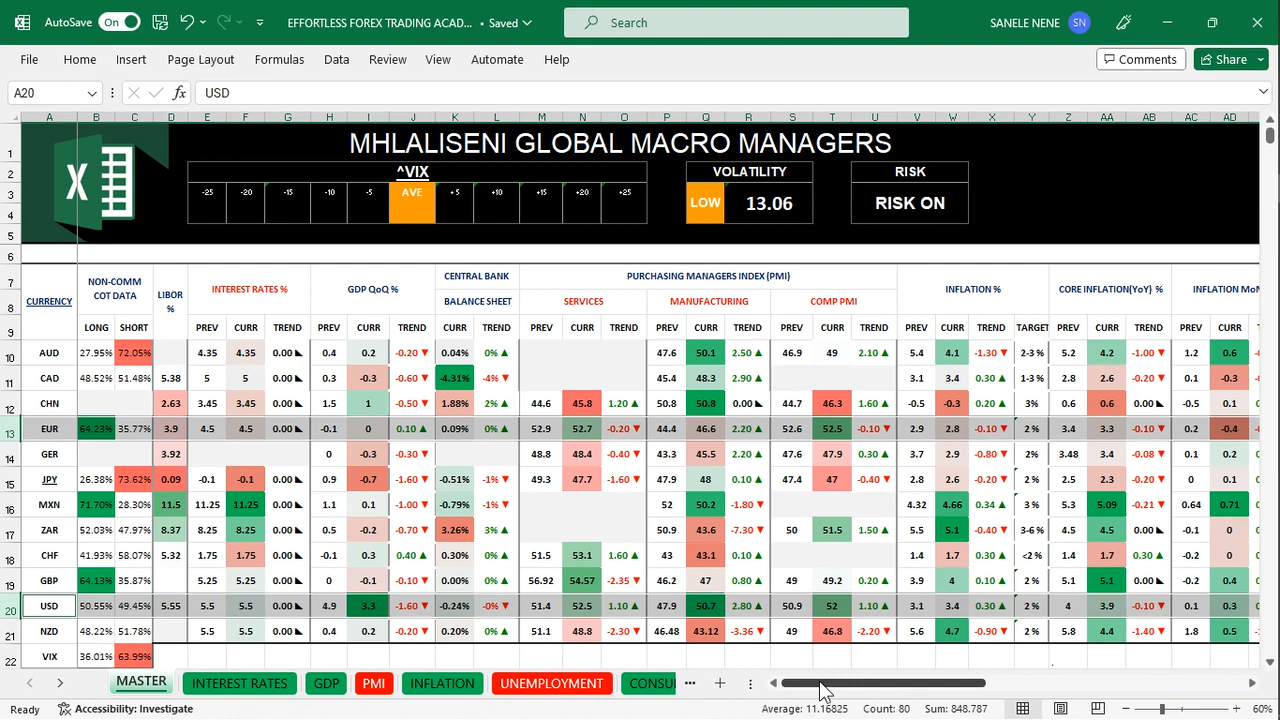 AutoSave On EFFORTLESS FOREX TRADING ACAD... • Saved Search SANELE NENE SN
File Home Insert Page Layout Formulas Data Review View Automate Help Comments Share
A20 fx USD
A B C D E F G H I J K L M N O P Q R S T U V W X Y Z AA AB AC AD
1 MHLALISENI GLOBAL MACRO MANAGERS
2 ^VIX VOLATILITY RISK
3 -25 -20 -15 -10 -5 AVE +5 +10 +15 +20 +25
4 LOW 13.06 RISK ON
5
6
7 NON-COMM COT DATA LIBOR % INTEREST RATES % GDP QoQ % CENTRAL BANK PURCHASING MANAGERS INDEX (PMI) INFLATION % CORE INFLATION(YoY) % INFLATION MoM
8 CURRENCY BALANCE SHEET SERVICES MANUFACTURING COMP PMI
9 LONG SHORT PREV CURR TREND PREV CURR TREND CURR TREND PREV CURR TREND PREV CURR TREND PREV CURR TREND PREV CURR TREND TARGET PREV CURR TREND PREV CURR
10 AUD 27.95% 72.05% 4.35 4.35 0.00 0.4 0.2 -0.20 0.04% 0% 47.6 50.1 2.50 46.9 49 2.10 5.4 4.1 -1.30 2-3 % 5.2 4.2 -1.00 1.2 0.6
11 CAD 48.52% 51.48% 5.38 5 5 0.00 0.3 -0.3 -0.60 -4.31% -4% 45.4 48.3 2.90 3.1 3.4 0.30 1-3 % 2.8 2.6 -0.20 0.1 -0.3
12 CHN 2.63 3.45 3.45 0.00 1.5 1 -0.50 1.88% 2% 44.6 45.8 1.20 50.8 50.8 0.00 44.7 46.3 1.60 -0.5 -0.3 0.20 3% 0.6 0.6 0.00 -0.5 0.1
13 EUR 64.23% 35.77% 3.9 4.5 4.5 0.00 -0.1 0 0.10 0.09% 0% 52.9 52.7 -0.20 44.4 46.6 2.20 52.6 52.5 -0.10 2.9 2.8 -0.10 2 % 3.4 3.3 -0.10 0.2 -0.4
14 GER 3.92 0 -0.3 -0.30 48.8 48.4 -0.40 43.3 45.5 2.20 47.6 47.9 0.30 3.7 2.9 -0.80 2% 3.48 3.4 -0.08 0.1 0.2
15 JPY 26.38% 73.62% 0.09 -0.1 -0.1 0.00 0.9 -0.7 -1.60 -0.51% -1% 49.3 47.7 -1.60 47.9 48 0.10 47.4 47 -0.40 2.8 2.6 -0.20 2 % 2.5 2.3 -0.20 0 0.1
16 MXN 71.70% 28.30% 11.5 11.25 11.25 0.00 1.1 0.1 -1.00 -0.79% -1% 52 50.2 -1.80 4.32 4.66 0.34 3 % 5.3 5.09 -0.21 0.64 0.71
17 ZAR 52.03% 47.97% 8.37 8.25 8.25 0.00 0.5 -0.2 -0.70 3.26% 3% 50.9 43.6 -7.30 50 51.5 1.50 5.5 5.1 -0.40 3-6 % 4.5 4.5 0.00 -0.1 0
18 CHF 41.93% 58.07% 5.32 1.75 1.75 0.00 -0.1 0.3 0.40 0.30% 0% 51.5 53.1 1.60 43 43.1 0.10 1.4 1.7 0.30 <2 % 1.4 1.7 0.30 -0.2 0
19 GBP 64.13% 35.87% 5.25 5.25 0.00 0 -0.1 -0.10 0.00% 0% 56.92 54.57 -2.35 46.2 47 0.80 49 49.2 0.20 3.9 4 0.10 2 % 5.1 5.1 0.00 -0.2 0.4
20 USD 50.55% 49.45% 5.55 5.5 5.5 0.00 4.9 3.3 -1.60 -0.24% -0% 51.4 52.5 1.10 47.9 50.7 2.80 50.9 52 1.10 3.1 3.4 0.30 2 % 4 3.9 -0.10 0.1 0.3
21 NZD 48.22% 51.78% 5.5 5.5 0.00 0.4 0.2 -0.20 0.20% 0% 51.1 48.8 -2.30 46.48 43.12 -3.36 49 46.8 -2.20 5.6 4.7 -0.90 2 % 5.8 4.4 -1.40 1.8 0.5
22 VIX 36.01% 63.99%
MASTER INTEREST RATES GDP PMI INFLATION UNEMPLOYMENT CONSU ...
Ready Accessibility: Investigate Average: 11.16825 Count: 80 Sum: 848.787 60%